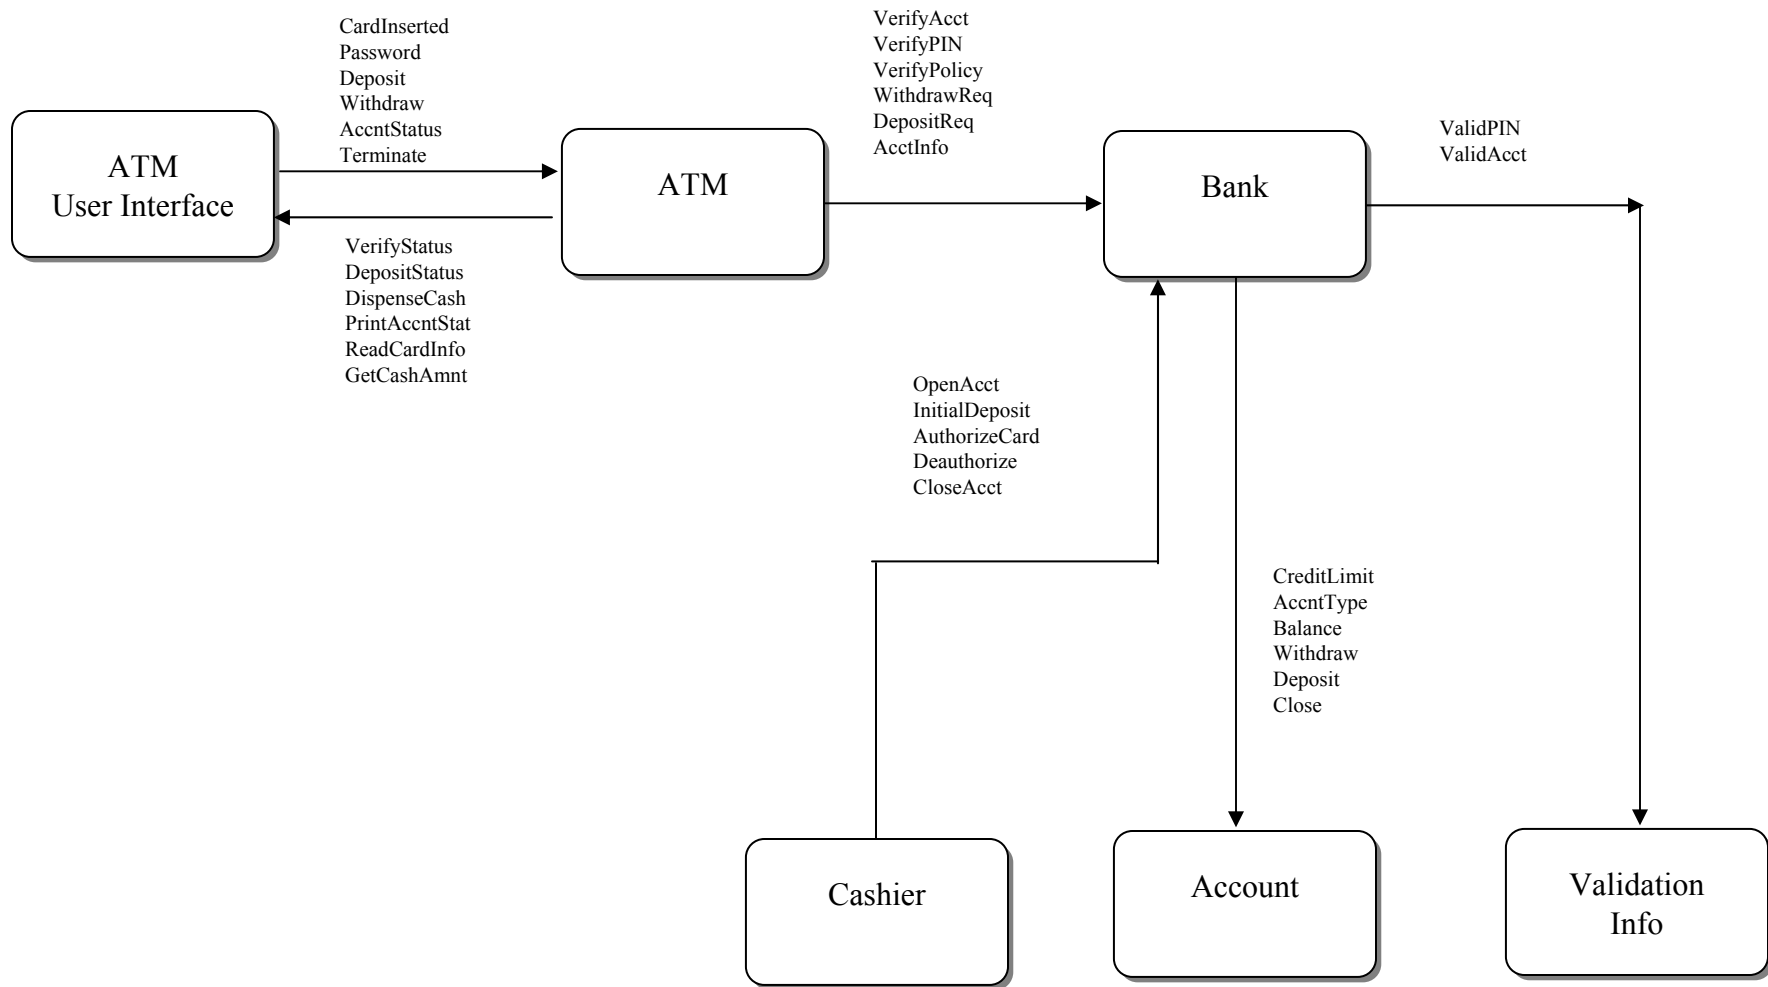 CardInserted
Password
Deposit
Withdraw
AccntStatus
Terminate
VerifyAcct
VerifyPIN
VerifyPolicy
WithdrawReq
DepositReq
AcctInfo
ValidPIN
ValidAcct
ATM
User Interface
ATM
Bank
VerifyStatus
DepositStatus
DispenseCash
PrintAccntStat
ReadCardInfo
GetCashAmnt
OpenAcct
InitialDeposit
AuthorizeCard
Deauthorize
CloseAcct
CreditLimit
AccntType
Balance
Withdraw
Deposit
Close
Cashier
Account
Validation
Info